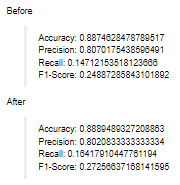 Before
Accuracy: 0.8874628478789517
Precision: 0.8070175438596491
Recall: 0.14712153518123666
F1-Score: 0.24887285843101892
After
Accuracy: 0.8889489327208863
Precision: 0.8020833333333334
Recall: 0.16417910447761194
F1-Score: 0.27256637168141595